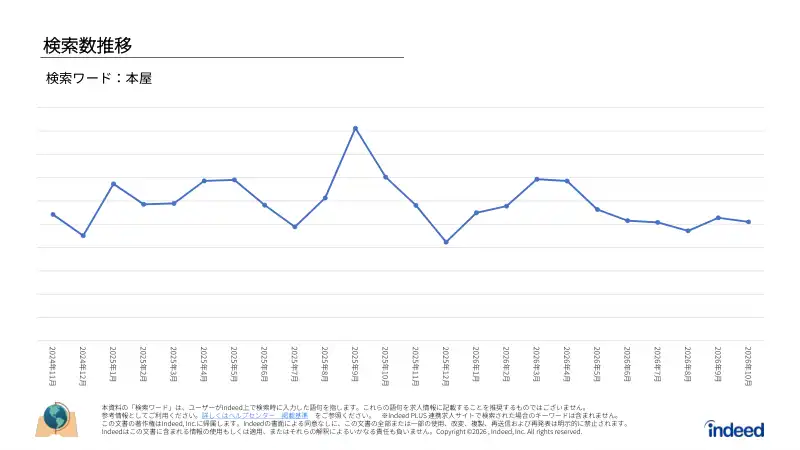 検索数推移
検索ワード：本屋
2024年11月
2024年12月
2025年1月
2025年2月
2025年3月
2025年4月
2025年5月
2025年6月
2025年7月
2025年8月
2025年9月
2025年10月
2025年11月
2025年12月
2026年1月
2026年2月
2026年3月
2026年4月
2026年5月
2026年6月
2026年7月
2026年8月
2026年9月
2026年10月
本資料の「検索ワード」は、ユーザーがIndeed上で検索時に入力した語句を指します。これらの語句を求人情報に記載することを推奨するものではございません。
参考情報としてご利用ください。詳しくはヘルプセンター　掲載基準　をご参照ください。　※Indeed PLUS 連携求人サイトで検索された場合のキーワードは含まれません。
この文書の著作権はIndeed, Inc.に帰属します。Indeedの書面による同意なしに、この文書の全部または一部の使用、改変、複製、再送信および再発表は明示的に禁止されます。
Indeedはこの文書に含まれる情報の使用もしくは適用、またはそれらの解釈によるいかなる責任も負いません。Copyright ©2026 , Indeed, Inc. All rights reserved.
indeed